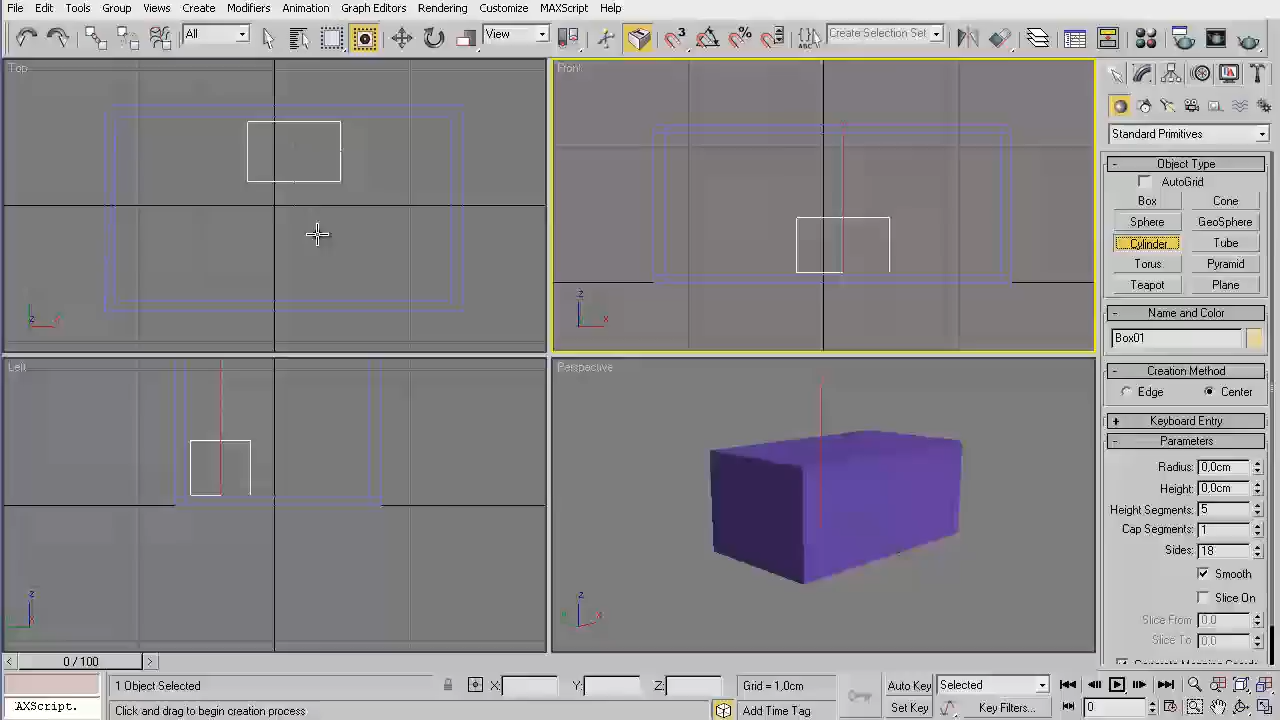 File Edit Tools Group Views Create Modifiers Animation Graph Editors Rendering Customize MAXScript Help
All View Create Selection Set
Top Front
Standard Primitives
- Object Type
AutoGrid
Box Cone
Sphere GeoSphere
Cylinder Tube
Torus Pyramid
Teapot Plane
- Name and Color
Box01
Left Perspective
- Creation Method
Edge Center
+ Keyboard Entry
- Parameters
Radius: 0,0cm
Height: 0,0cm
Height Segments: 5
Cap Segments: 1
Sides: 18
Smooth
Slice On
Slice From 0.0
Slice To 0.0
< 0 / 100 >
1 Object Selected X: Y: Z: Grid = 1,0cm Auto Key Selected
AXScript. Click and drag to begin creation process Add Time Tag Set Key Key Filters... 0